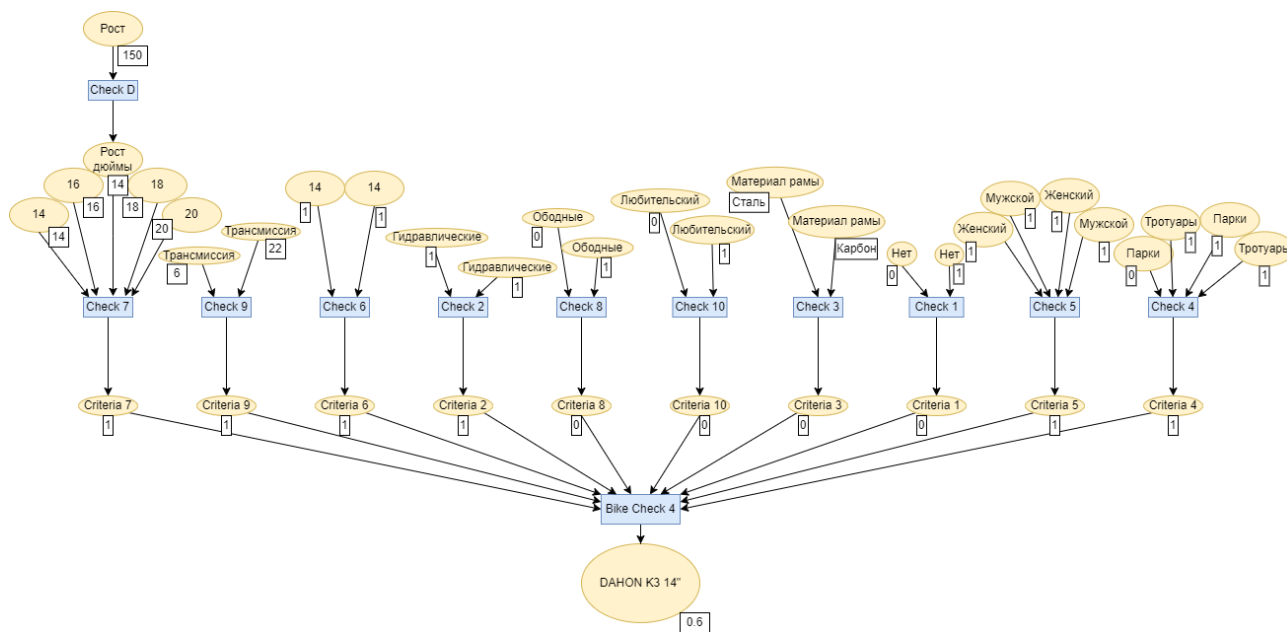 Рост
150
Check D
Рост
дюймы
14
14
14
16
16
18
18
20
20
Трансмиссия
6
Трансмиссия
22
14
1
14
1
Гидравлические
1
Гидравлические
1
Ободные
0
Ободные
1
Любительский
0
Любительский
1
Материал рамы
Сталь
Материал рамы
Карбон
Нет
0
Нет
1
Женский
1
Мужской
1
Женский
1
Мужской
1
Парки
0
Тротуары
1
Парки
1
Тротуары
1
Check 7
Check 9
Check 6
Check 2
Check 8
Check 10
Check 3
Check 1
Check 5
Check 4
Criteria 7
1
Criteria 9
1
Criteria 6
1
Criteria 2
1
Criteria 8
0
Criteria 10
0
Criteria 3
0
Criteria 1
0
Criteria 5
1
Criteria 4
1
Bike Check 4
DAHON K3 14"
0.6